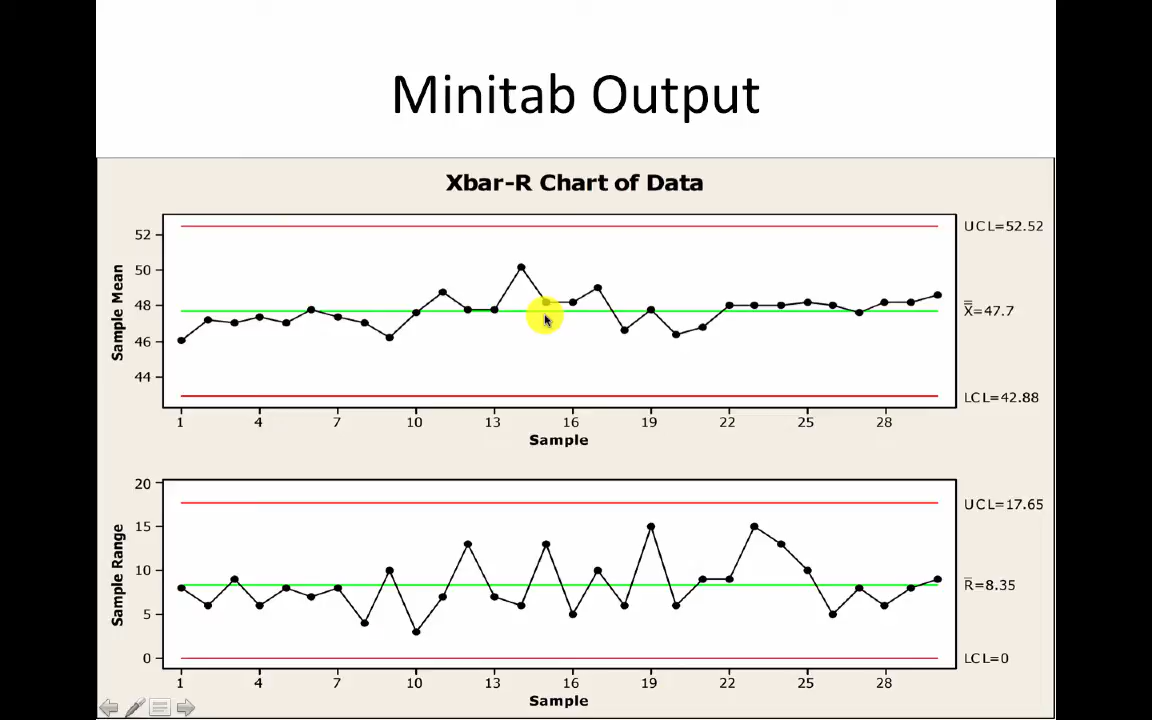 Minitab Output
Xbar-R Chart of Data
Sample Mean
52
50
48
46
44
UCL=52.52
X̿=47.7
LCL=42.88
1 4 7 10 13 16 19 22 25 28
Sample
Sample Range
20
15
10
5
0
UCL=17.65
R̅=8.35
LCL=0
1 4 7 10 13 16 19 22 25 28
Sample